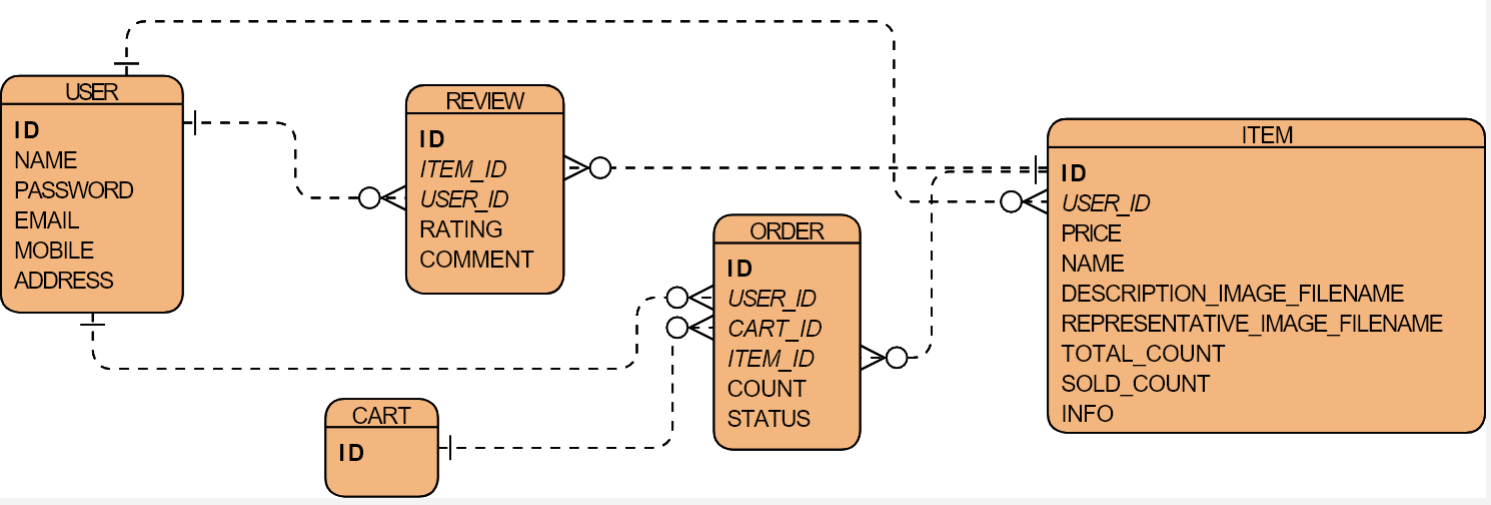 USER
ID
NAME
PASSWORD
EMAIL
MOBILE
ADDRESS
REVIEW
ID
ITEM_ID
USER_ID
RATING
COMMENT
ORDER
ID
USER_ID
CART_ID
ITEM_ID
COUNT
STATUS
CART
ID
ITEM
ID
USER_ID
PRICE
NAME
DESCRIPTION_IMAGE_FILENAME
REPRESENTATIVE_IMAGE_FILENAME
TOTAL_COUNT
SOLD_COUNT
INFO